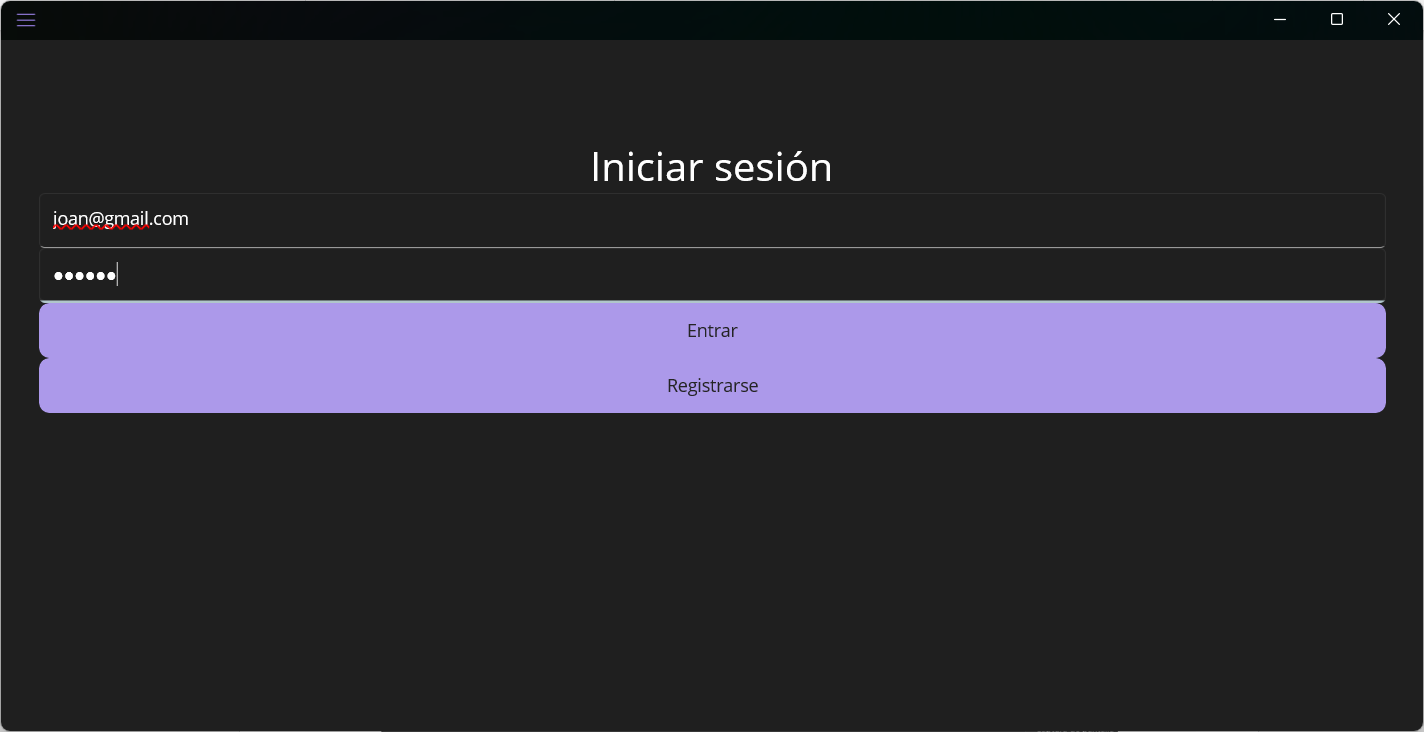 Iniciar sesión
joan@gmail.com
••••••
Entrar
Registrarse